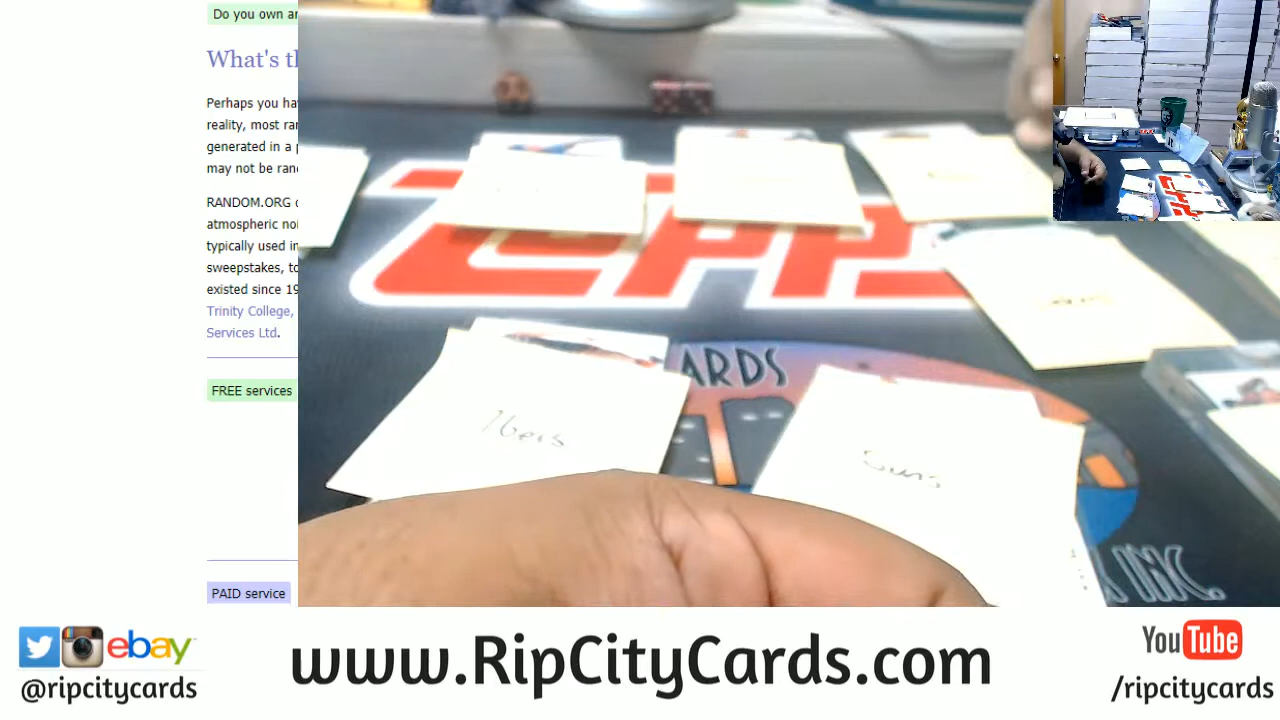 Do you own an
What's th
Perhaps you ha
reality, most ran
generated in a p
may not be rand
RANDOM.ORG o
atmospheric noi
typically used in
sweepstakes, to
existed since 19
Trinity College,
Services Ltd.
FREE services
PAID service
ARDS
76ers
Suns
ebay
@ripcitycards
www.RipCityCards.com
YouTube
/ripcitycards